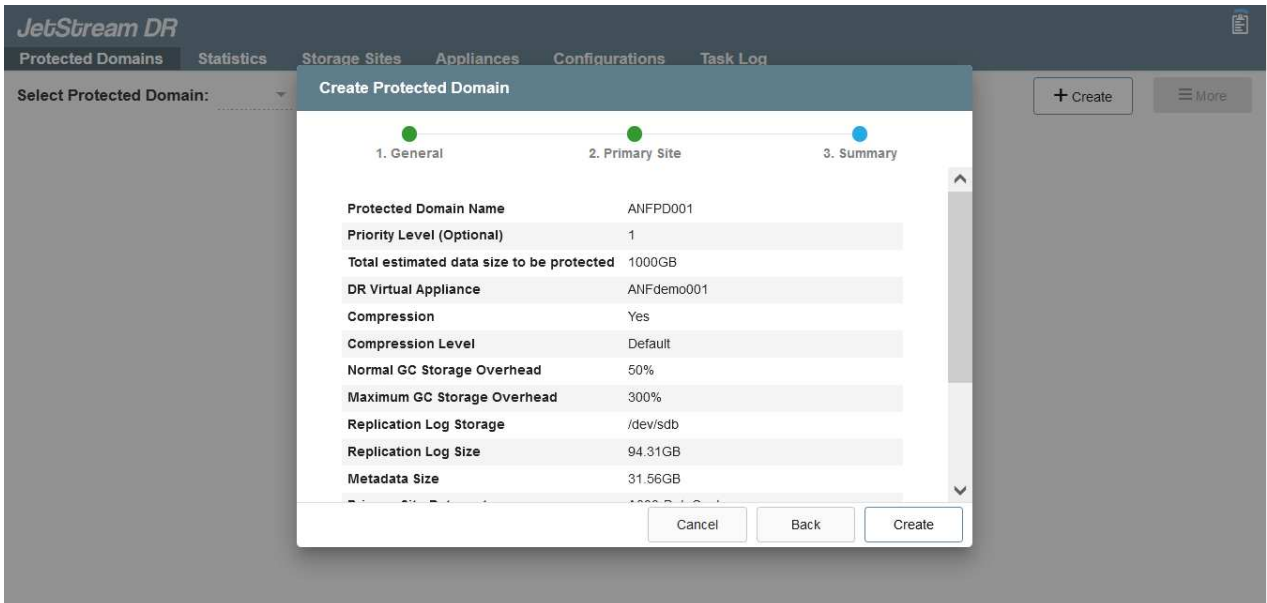 JetStream DR
Protected Domains Statistics Storage Sites Appliances Configurations Task Log
Select Protected Domain:
+ Create
More
Create Protected Domain
1. General 2. Primary Site 3. Summary
Protected Domain Name ANFPD001
Priority Level (Optional) 1
Total estimated data size to be protected 1000GB
DR Virtual Appliance ANFdemo001
Compression Yes
Compression Level Default
Normal GC Storage Overhead 50%
Maximum GC Storage Overhead 300%
Replication Log Storage /dev/sdb
Replication Log Size 94.31GB
Metadata Size 31.56GB
Cancel Back Create